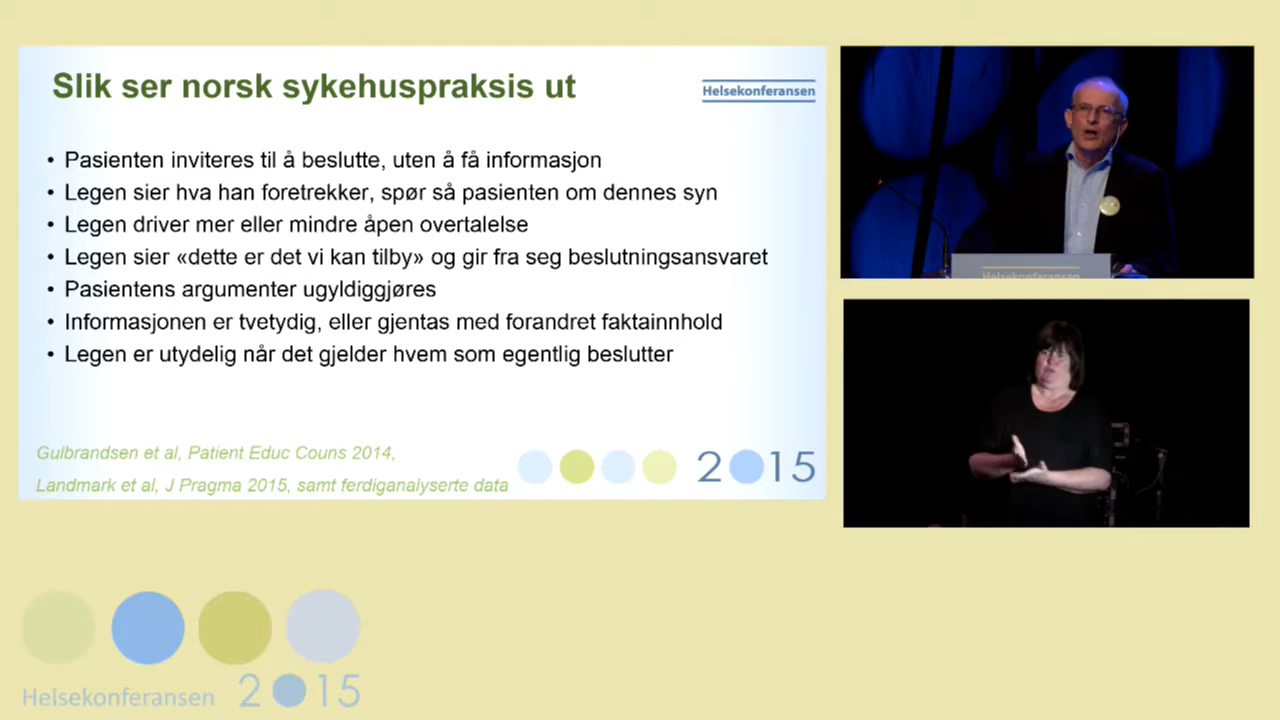 Slik ser norsk sykehuspraksis ut
Helsekonferansen
• Pasienten inviteres til å beslutte, uten å få informasjon
• Legen sier hva han foretrekker, spør så pasienten om dennes syn
• Legen driver mer eller mindre åpen overtalelse
• Legen sier «dette er det vi kan tilby» og gir fra seg beslutningsansvaret
• Pasientens argumenter ugyldiggjøres
• Informasjonen er tvetydig, eller gjentas med forandret faktainnhold
• Legen er utydelig når det gjelder hvem som egentlig beslutter
Gulbrandsen et al, Patient Educ Couns 2014,
Landmark et al, J Pragma 2015, samt ferdiganalyserte data
2015
Helsekonferansen
Helsekonferansen 2015